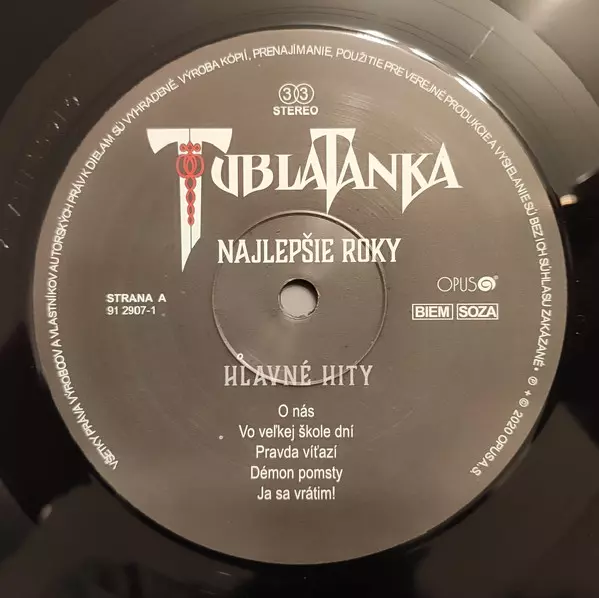 VŠETKY PRÁVA VÝROBCOV A VLASTNÍKOV AUTORSKÝCH PRÁV K DIELAM SÚ VYHRADENÉ. VÝROBA KÓPIÍ, PRENAJÍMANIE, POUŽITIE PRE VEREJNÉ PRODUKCIE A VYSIELANIE SÚ BEZ ICH SÚHLASU ZAKÁZANÉ • ℗ + © 2020 OPUS A.S.
33
STEREO
TUBLATANKA
NAJLEPŠIE ROKY
STRANA A
91 2907-1
OPUS
BIEM SOZA
HLAVNÉ HITY
O nás
Vo veľkej škole dní
Pravda víťazí
Démon pomsty
Ja sa vrátim!